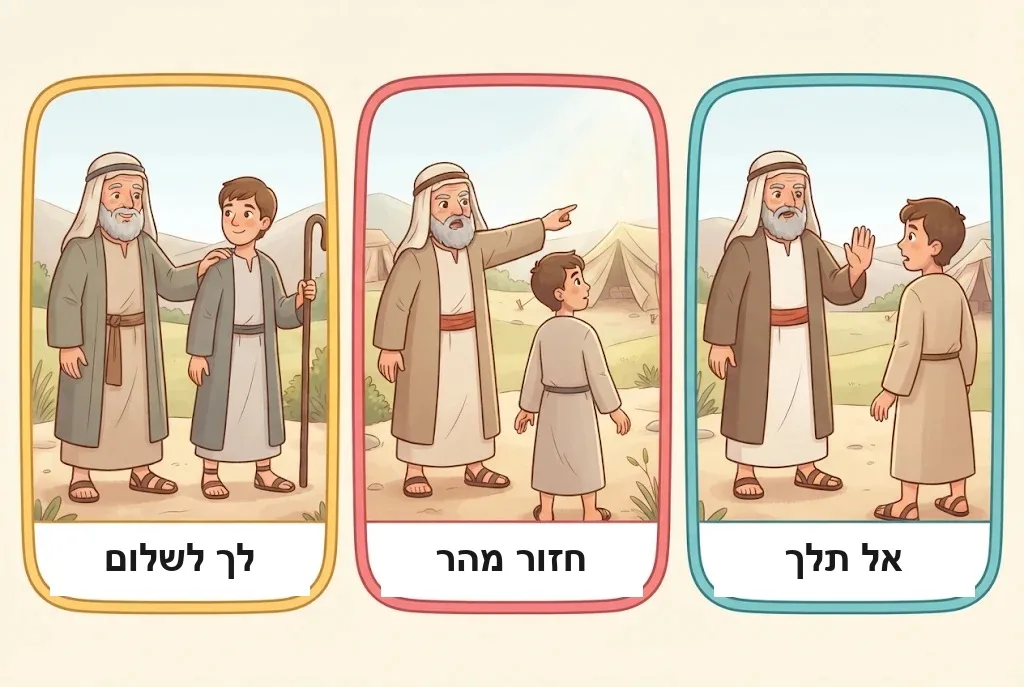 אל תלך
חזור מהר
לך לשלום